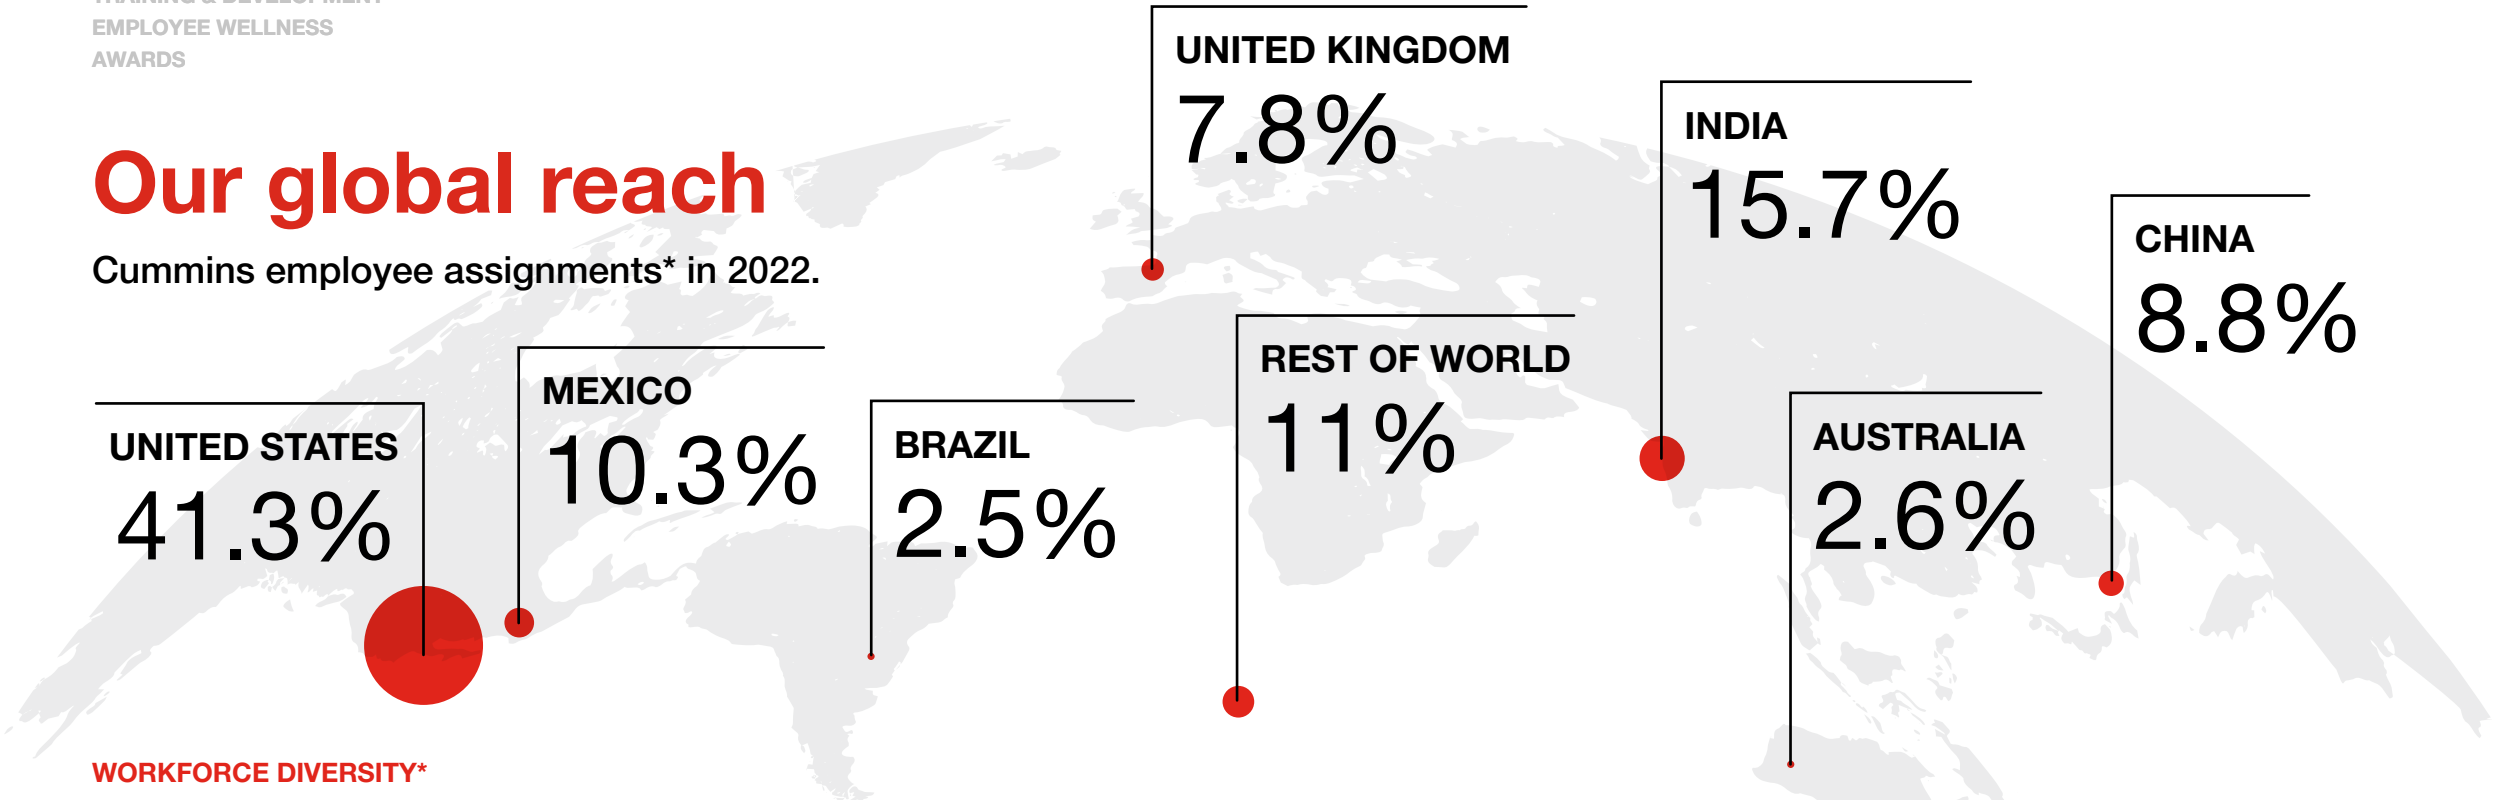 TRAINING & DEVELOPMENT
EMPLOYEE WELLNESS
AWARDS
Our global reach
Cummins employee assignments* in 2022.
UNITED STATES
41.3%
MEXICO
10.3%
BRAZIL
2.5%
UNITED KINGDOM
7.8%
REST OF WORLD
11%
INDIA
15.7%
AUSTRALIA
2.6%
CHINA
8.8%
WORKFORCE DIVERSITY*